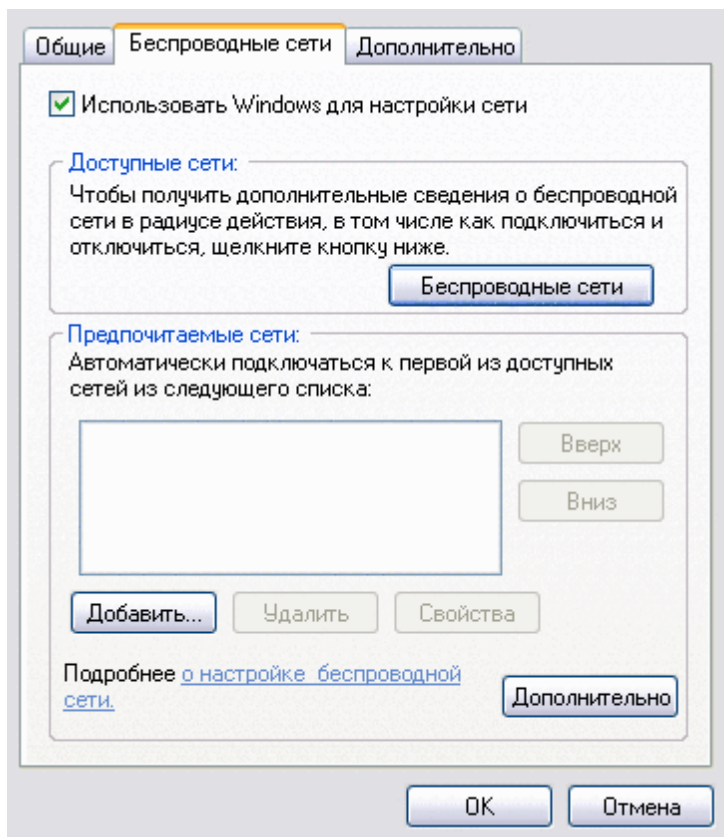 Общие Беспроводные сети Дополнительно
Использовать Windows для настройки сети
Доступные сети:
Чтобы получить дополнительные сведения о беспроводной
сети в радиусе действия, в том числе как подключиться и
отключиться, щелкните кнопку ниже.
Беспроводные сети
Предпочитаемые сети:
Автоматически подключаться к первой из доступных
сетей из следующего списка:
Вверх
Вниз
Добавить... Удалить Свойства
Подробнее о настройке беспроводной
сети.
Дополнительно
OK Отмена